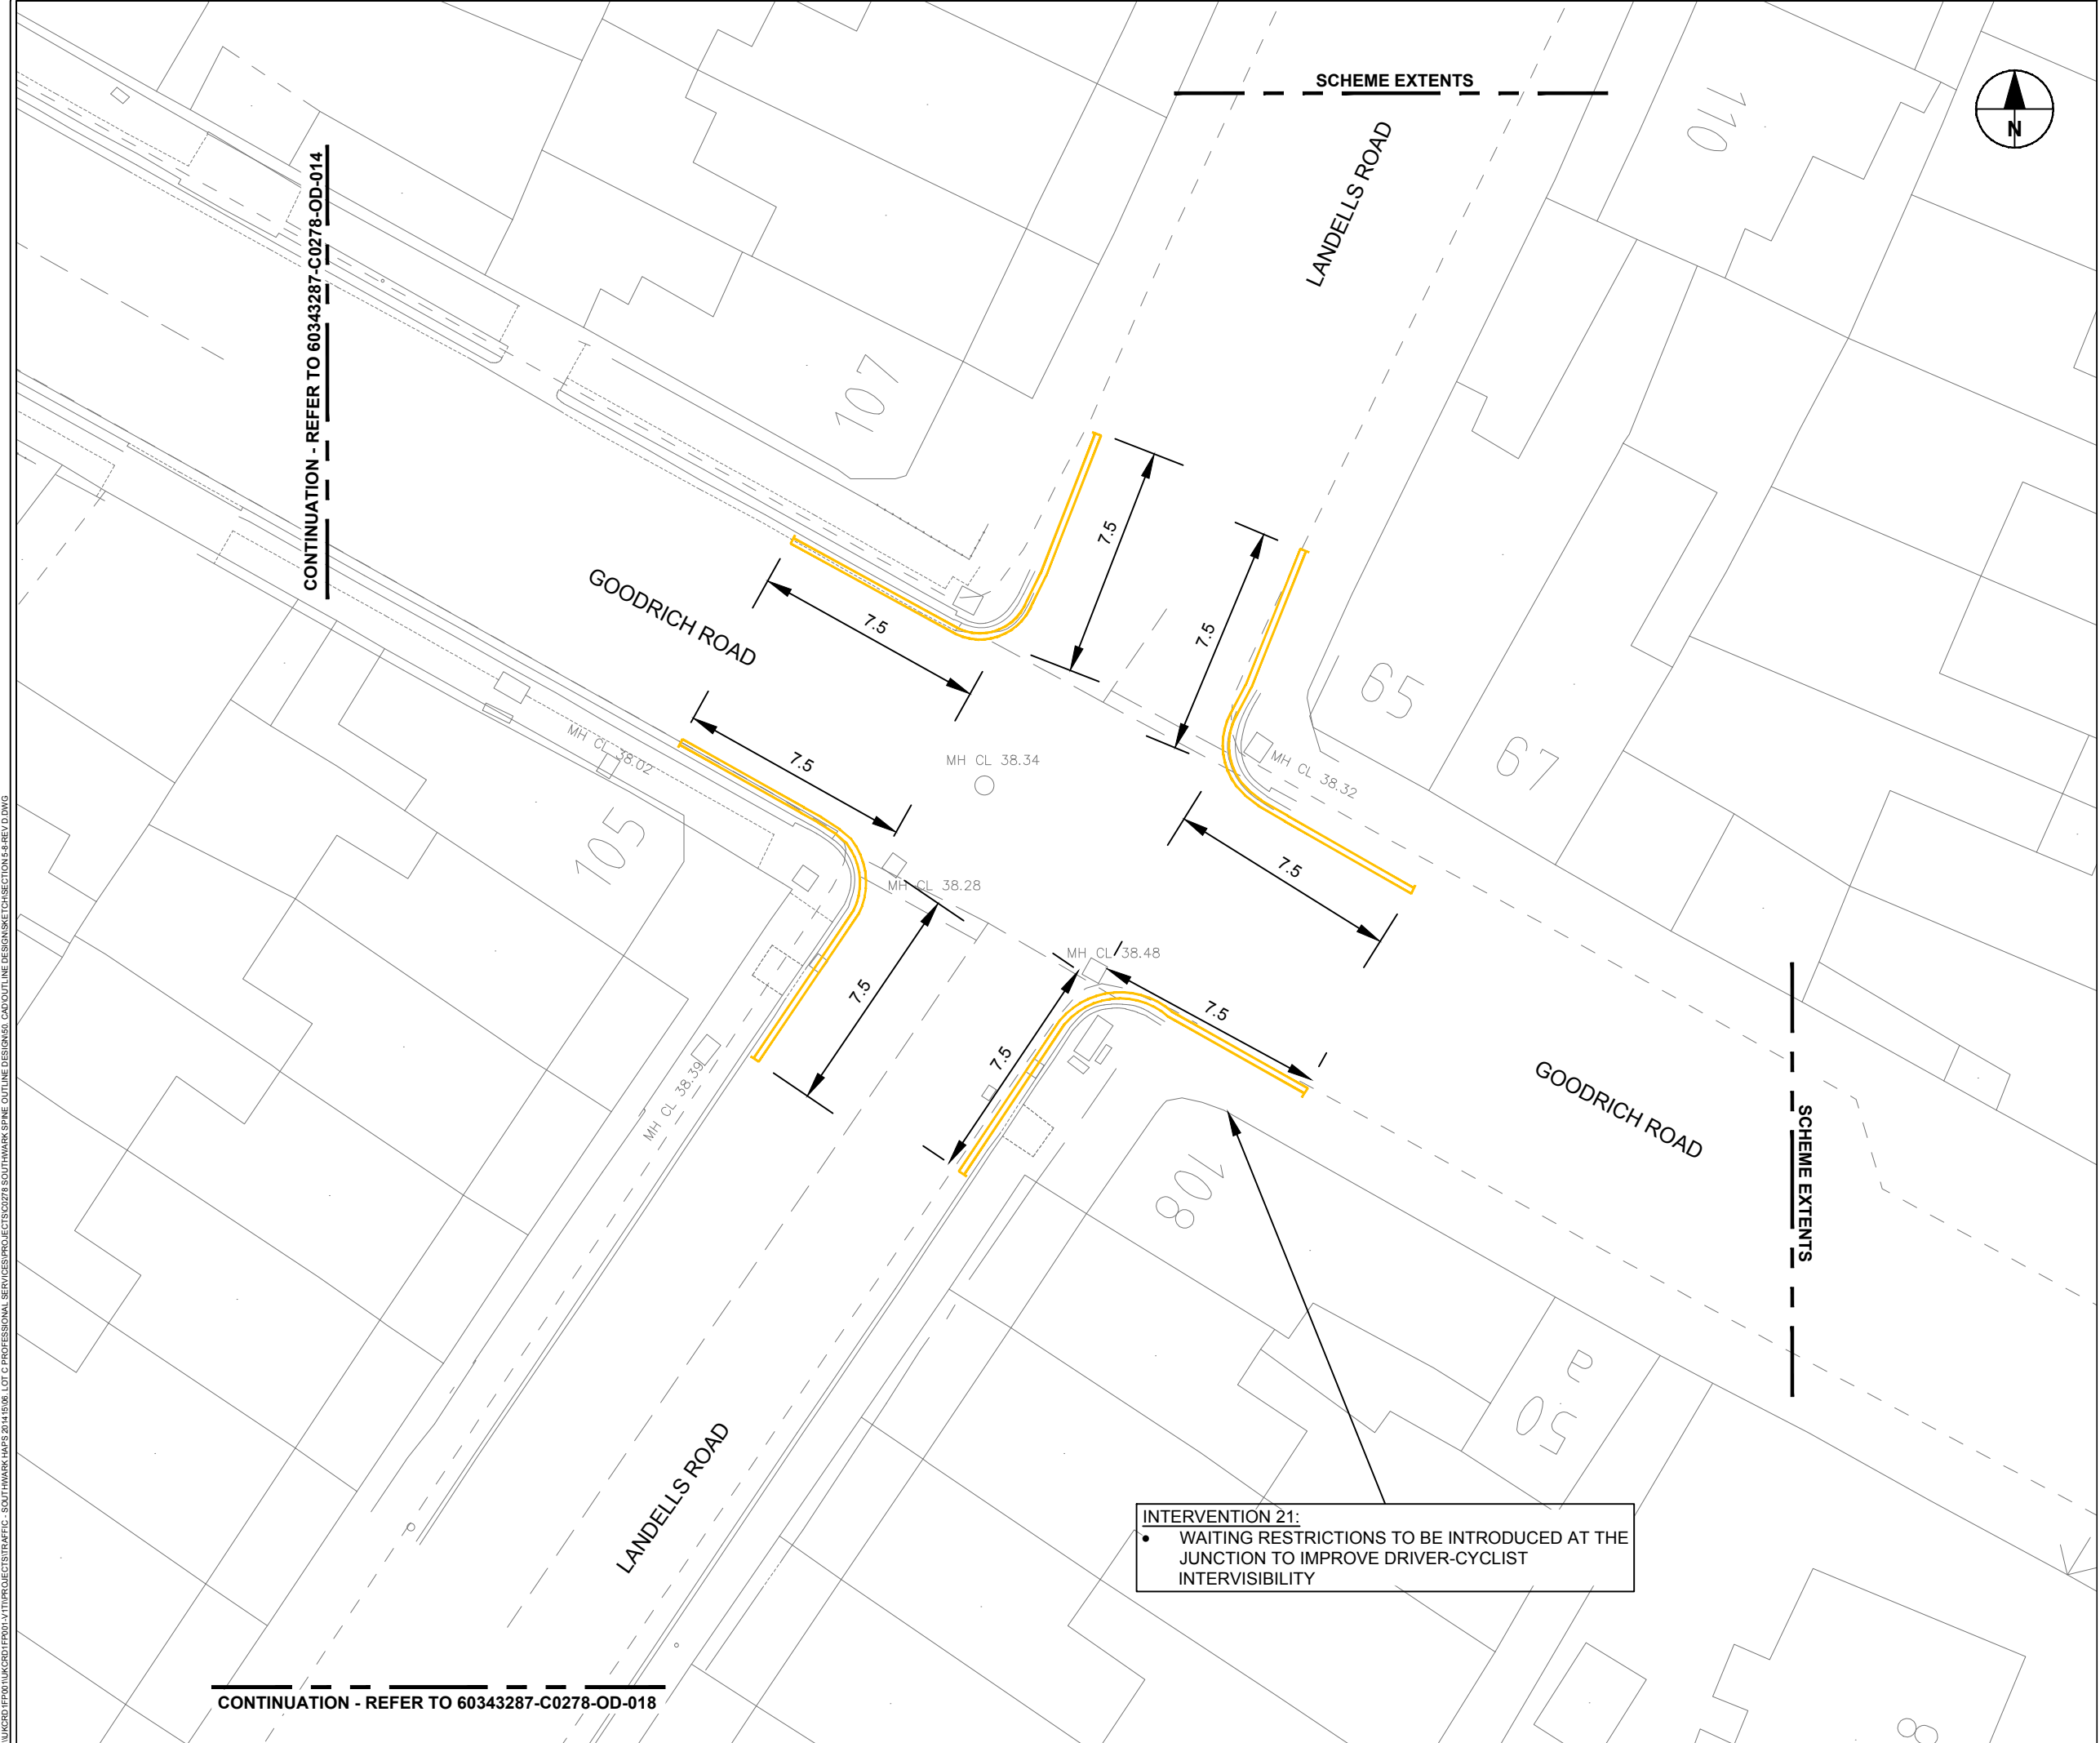 SCHEME EXTENTS
N
LANDELLS ROAD
110
CONTINUATION - REFER TO 60343287-C0278-OD-014
107
7.5
7.5
7.5
GOODRICH ROAD
7.5
65
67
MH CL 38.02
MH CL 38.34
MH CL 38.32
105
7.5
MH CL 38.28
MH CL 38.48
7.5
7.5
7.5
MH CL 38.39
GOODRICH ROAD
SCHEME EXTENTS
108
50
a
LANDELLS ROAD
INTERVENTION 21:
• WAITING RESTRICTIONS TO BE INTRODUCED AT THE
JUNCTION TO IMPROVE DRIVER-CYCLIST
INTERVISIBILITY
CONTINUATION - REFER TO 60343287-C0278-OD-018
8